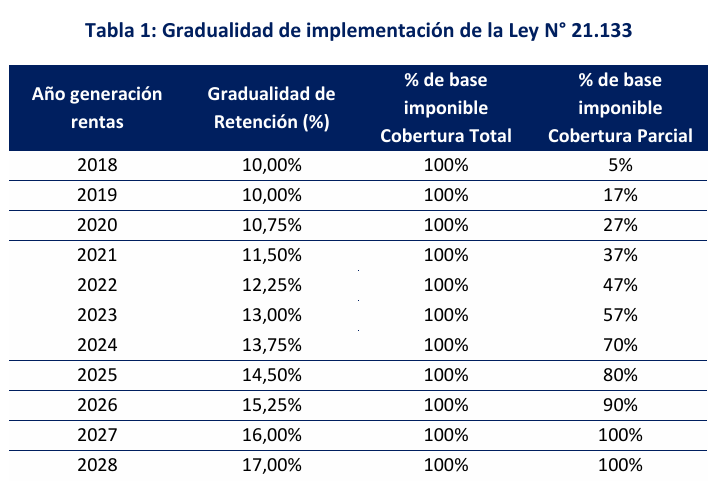 Tabla 1: Gradualidad de implementación de la Ley N° 21.133
Año generación rentas | Gradualidad de Retención (%) | % de base imponible Cobertura Total | % de base imponible Cobertura Parcial
2018 10,00% 100% 5%
2019 10,00% 100% 17%
2020 10,75% 100% 27%
2021 11,50% 100% 37%
2022 12,25% 100% 47%
2023 13,00% 100% 57%
2024 13,75% 100% 70%
2025 14,50% 100% 80%
2026 15,25% 100% 90%
2027 16,00% 100% 100%
2028 17,00% 100% 100%